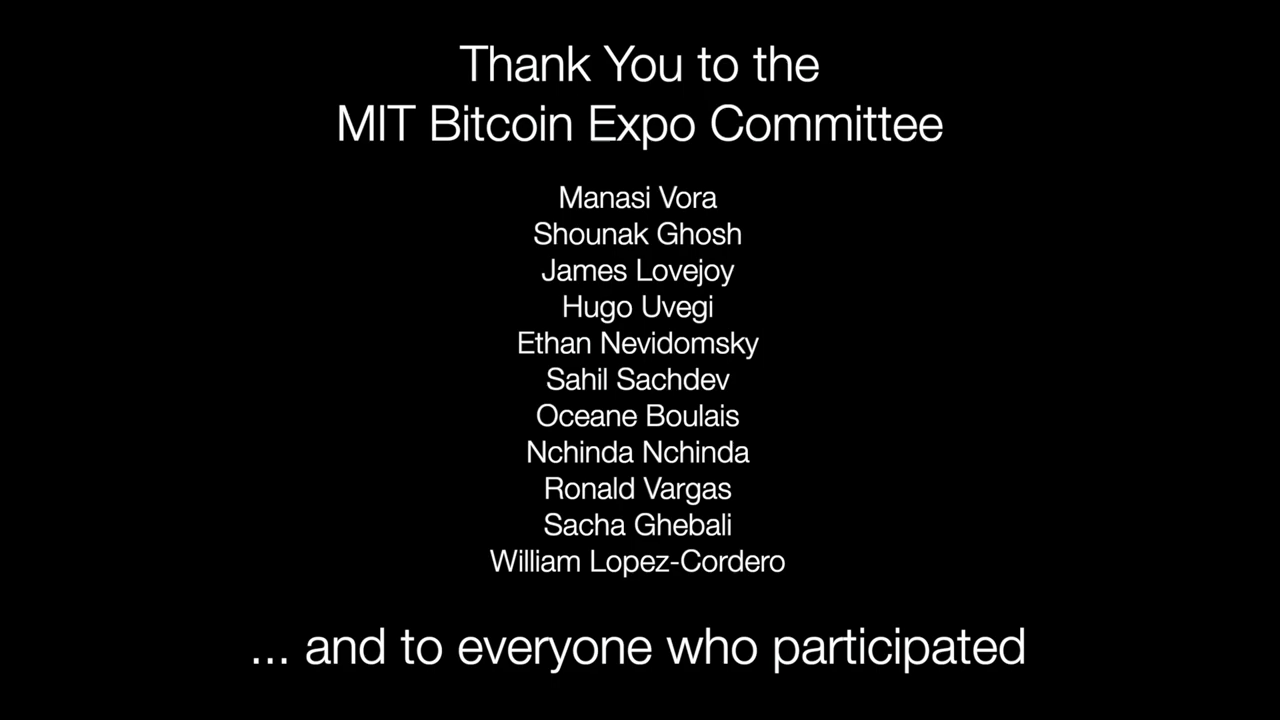 Thank You to the
MIT Bitcoin Expo Committee
Manasi Vora
Shounak Ghosh
James Lovejoy
Hugo Uvegi
Ethan Nevidomsky
Sahil Sachdev
Oceane Boulais
Nchinda Nchinda
Ronald Vargas
Sacha Ghebali
William Lopez-Cordero
... and to everyone who participated